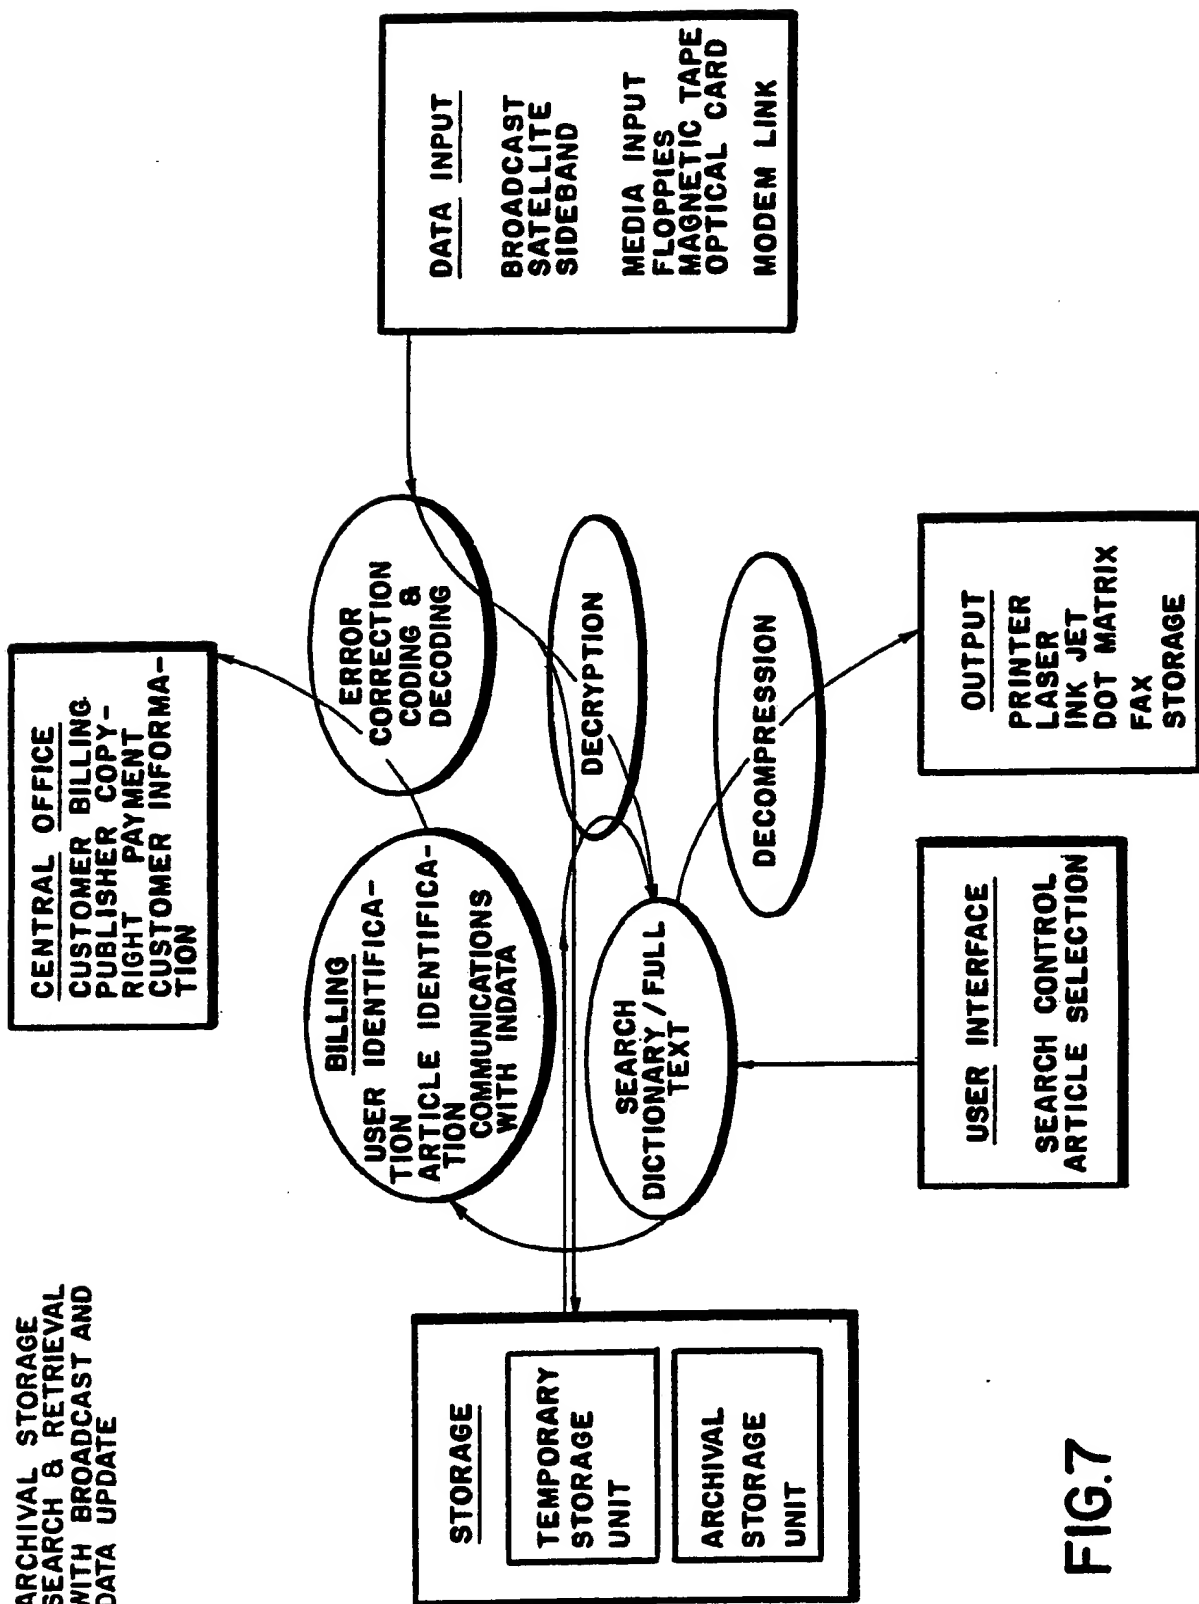 ARCHIVAL STORAGE
SEARCH & RETRIEVAL
WITH BROADCAST AND
DATA UPDATE
CENTRAL OFFICE
CUSTOMER BILLING
PUBLISHER COPY-
RIGHT PAYMENT
CUSTOMER INFORMA-
TION
BILLING
USER IDENTIFICA-
TION
ARTICLE IDENTIFICA-
TION
COMMUNICATIONS
WITH INDATA
ERROR
CORRECTION
CODING &
DECODING
DATA INPUT
BROADCAST
SATELLITE
SIDEBAND
MEDIA INPUT
FLOPPIES
MAGNETIC TAPE
OPTICAL CARD
MODEM LINK
STORAGE
TEMPORARY
STORAGE
UNIT
ARCHIVAL
STORAGE
UNIT
SEARCH
DICTIONARY/FULL
TEXT
DECRYPTION
DECOMPRESSION
USER INTERFACE
SEARCH CONTROL
ARTICLE SELECTION
OUTPUT
PRINTER
LASER
INK JET
DOT MATRIX
FAX
STORAGE
FIG.7